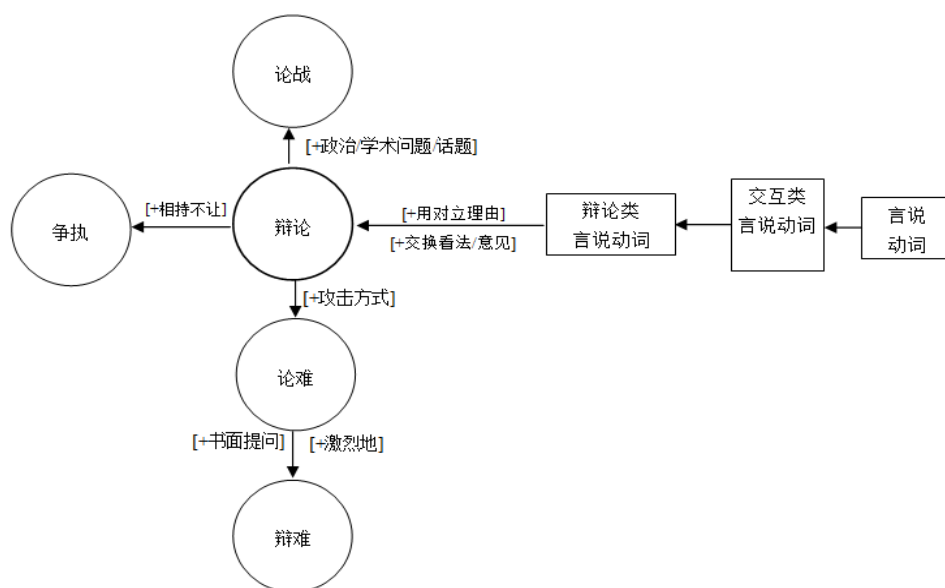 论战
[+政治/学术问题/话题]
争执
[+相持不让]
辩论
[+用对立理由]
[+交换看法/意见]
辩论类
言说动词
交互类
言说动词
言说
动词
[+攻击方式]
论难
[+书面提问]
[+激烈地]
辩难